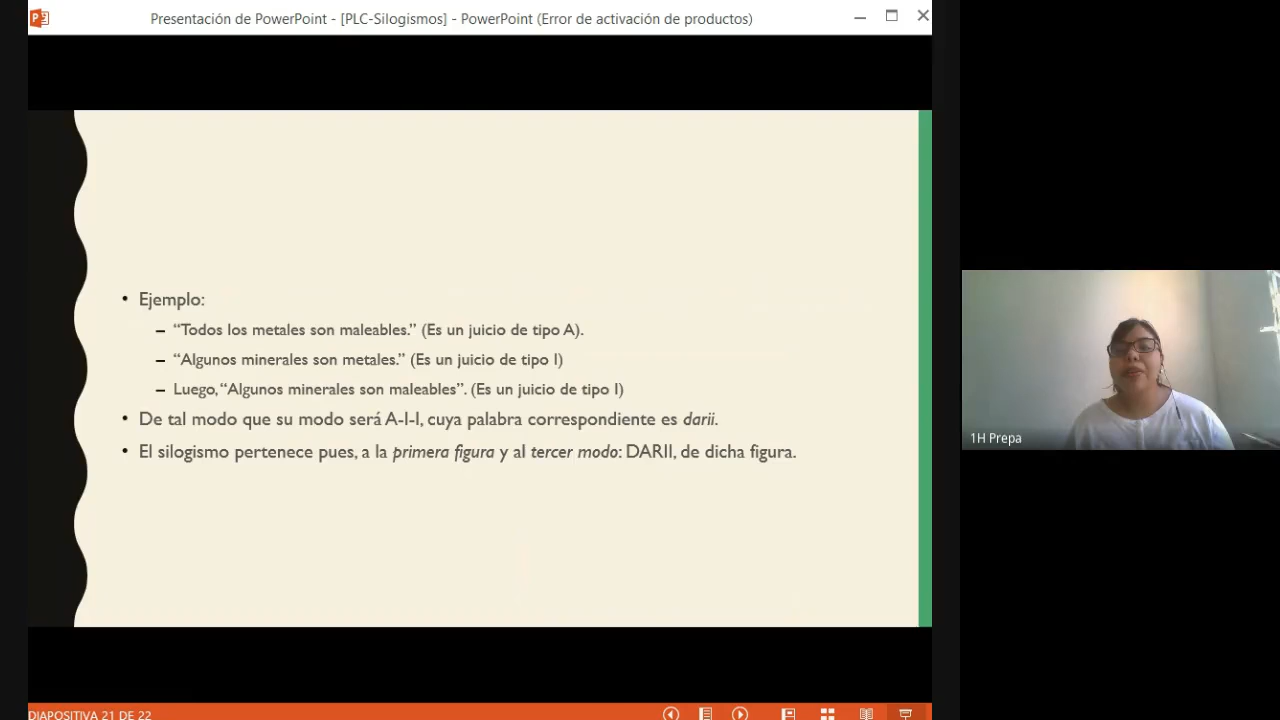 Presentación de PowerPoint - [PLC-Silogismos] - PowerPoint (Error de activación de productos)
• Ejemplo:
– “Todos los metales son maleables.” (Es un juicio de tipo A).
– “Algunos minerales son metales.” (Es un juicio de tipo I)
– Luego, “Algunos minerales son maleables”. (Es un juicio de tipo I)
• De tal modo que su modo será A-I-I, cuya palabra correspondiente es darii.
• El silogismo pertenece pues, a la primera figura y al tercer modo: DARII, de dicha figura.
1H Prepa
DIAPOSITIVA 21 DE 22